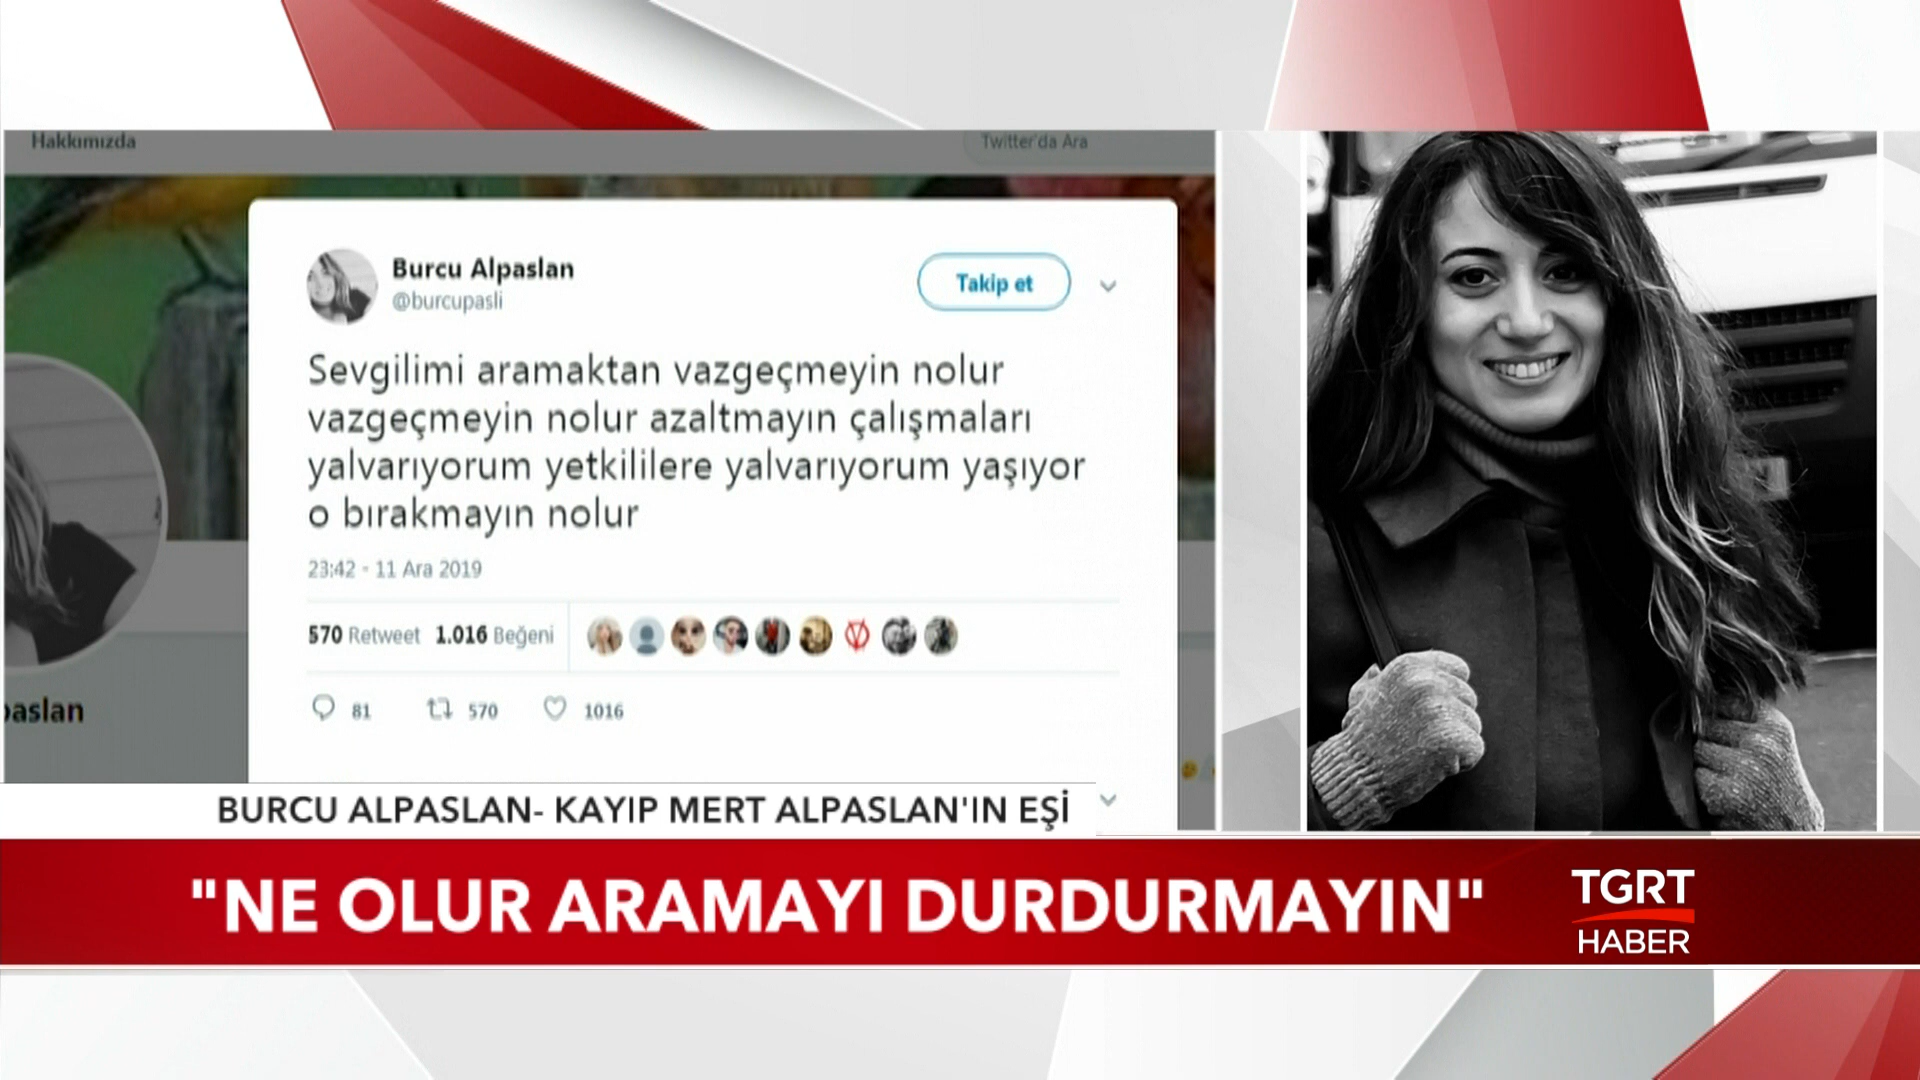 Hakkımızda
Twitter'da Ara
Burcu Alpaslan
@burcupasli
Takip et
Sevgilimi aramaktan vazgeçmeyin nolur
vazgeçmeyin nolur azaltmayın çalışmaları
yalvarıyorum yetkililere yalvarıyorum yaşıyor
o bırakmayın nolur
23:42 - 11 Ara 2019
570 Retweet 1.016 Beğeni
81 570 1016
paslan
BURCU ALPASLAN- KAYIP MERT ALPASLAN'IN EŞİ
"NE OLUR ARAMAYI DURDURMAYIN"
TGRT
HABER